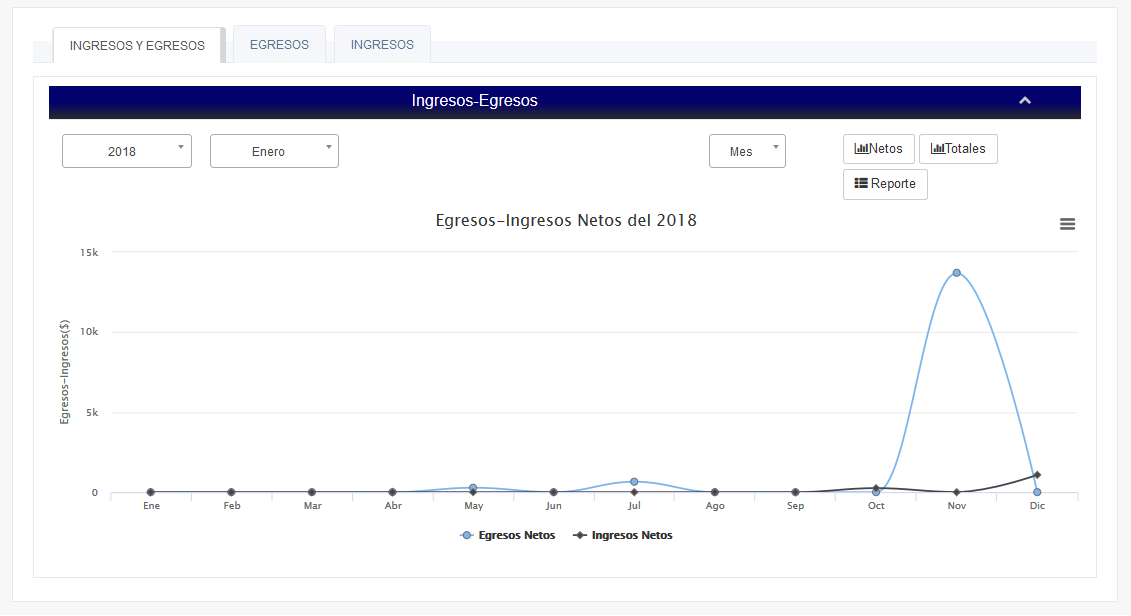 INGRESOS Y EGRESOS EGRESOS INGRESOS
Ingresos-Egresos
2018 Enero Mes Netos Totales
Reporte
Egresos-Ingresos Netos del 2018
Egresos-Ingresos($)
15k
10k
5k
0
Ene Feb Mar Abr May Jun Jul Ago Sep Oct Nov Dic
Egresos Netos Ingresos Netos